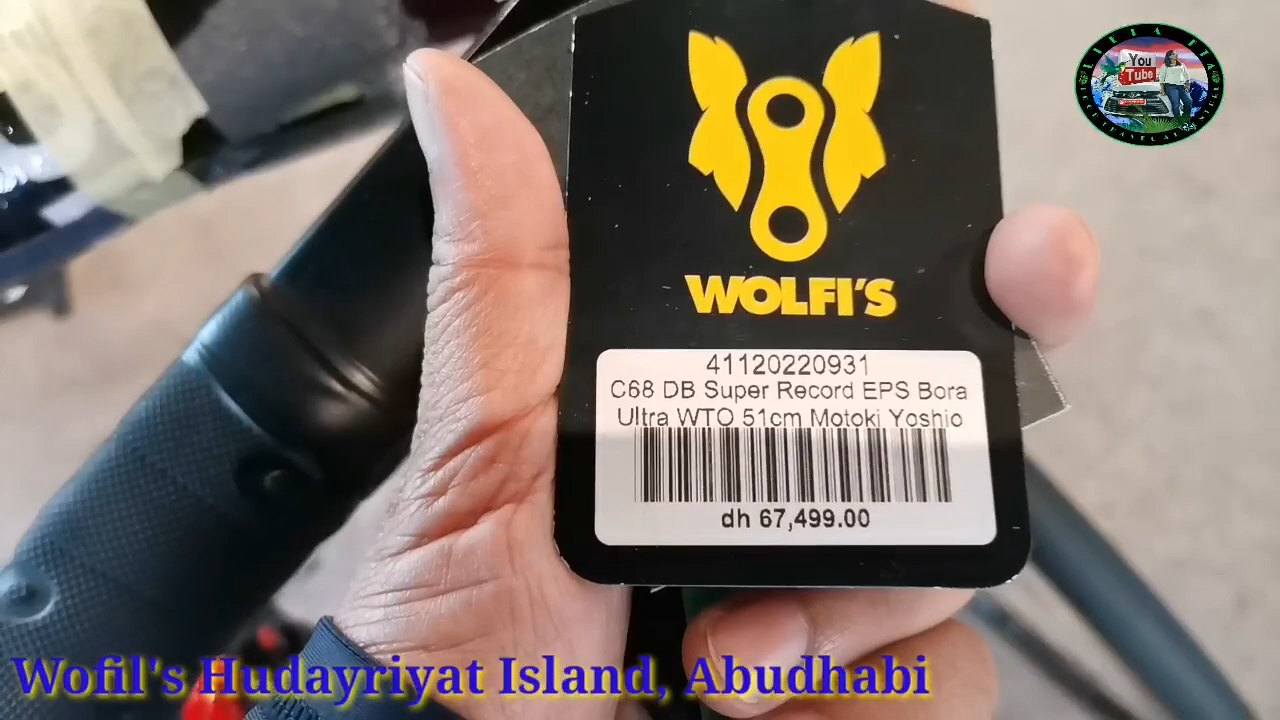 You
Tube
WOLFI'S
41120220931
C68 DB Super Record EPS Bora
Ultra WTO 51cm Motoki Yoshio
dh 67,499.00
Wofil's Hudayriyat Island, Abudhabi